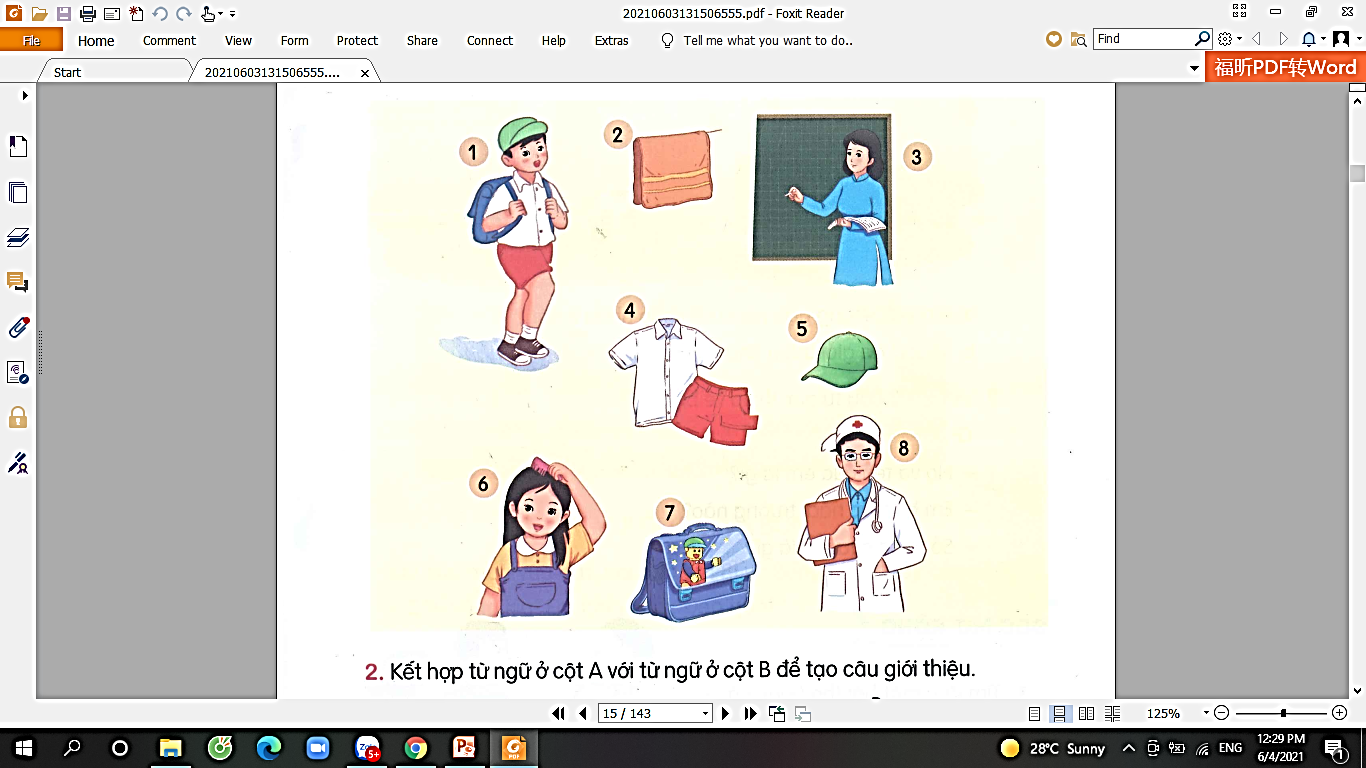 20210603131506555.pdf - Foxit Reader
File Home Comment View Form Protect Share Connect Help Extras Tell me what you want to do.. Find
Start 20210603131506555.... 福昕PDF转Word
1
2
3
4
5
6
7
8
2. Kết hợp từ ngữ ở cột A với từ ngữ ở cột B để tạo câu giới thiệu.
15 / 143 125%
5+ 28°C Sunny ENG 12:29 PM 6/4/2021 1